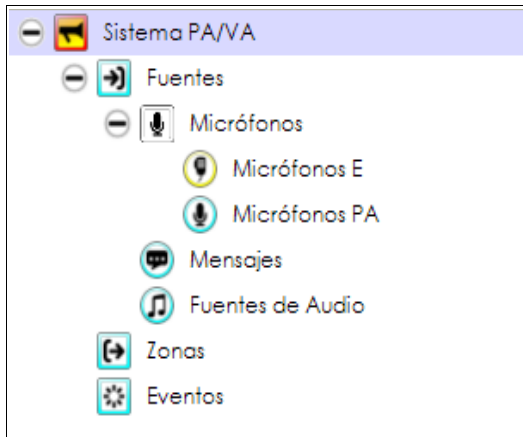 Sistema PA/VA
Fuentes
Micrófonos
Micrófonos E
Micrófonos PA
Mensajes
Fuentes de Audio
Zonas
Eventos